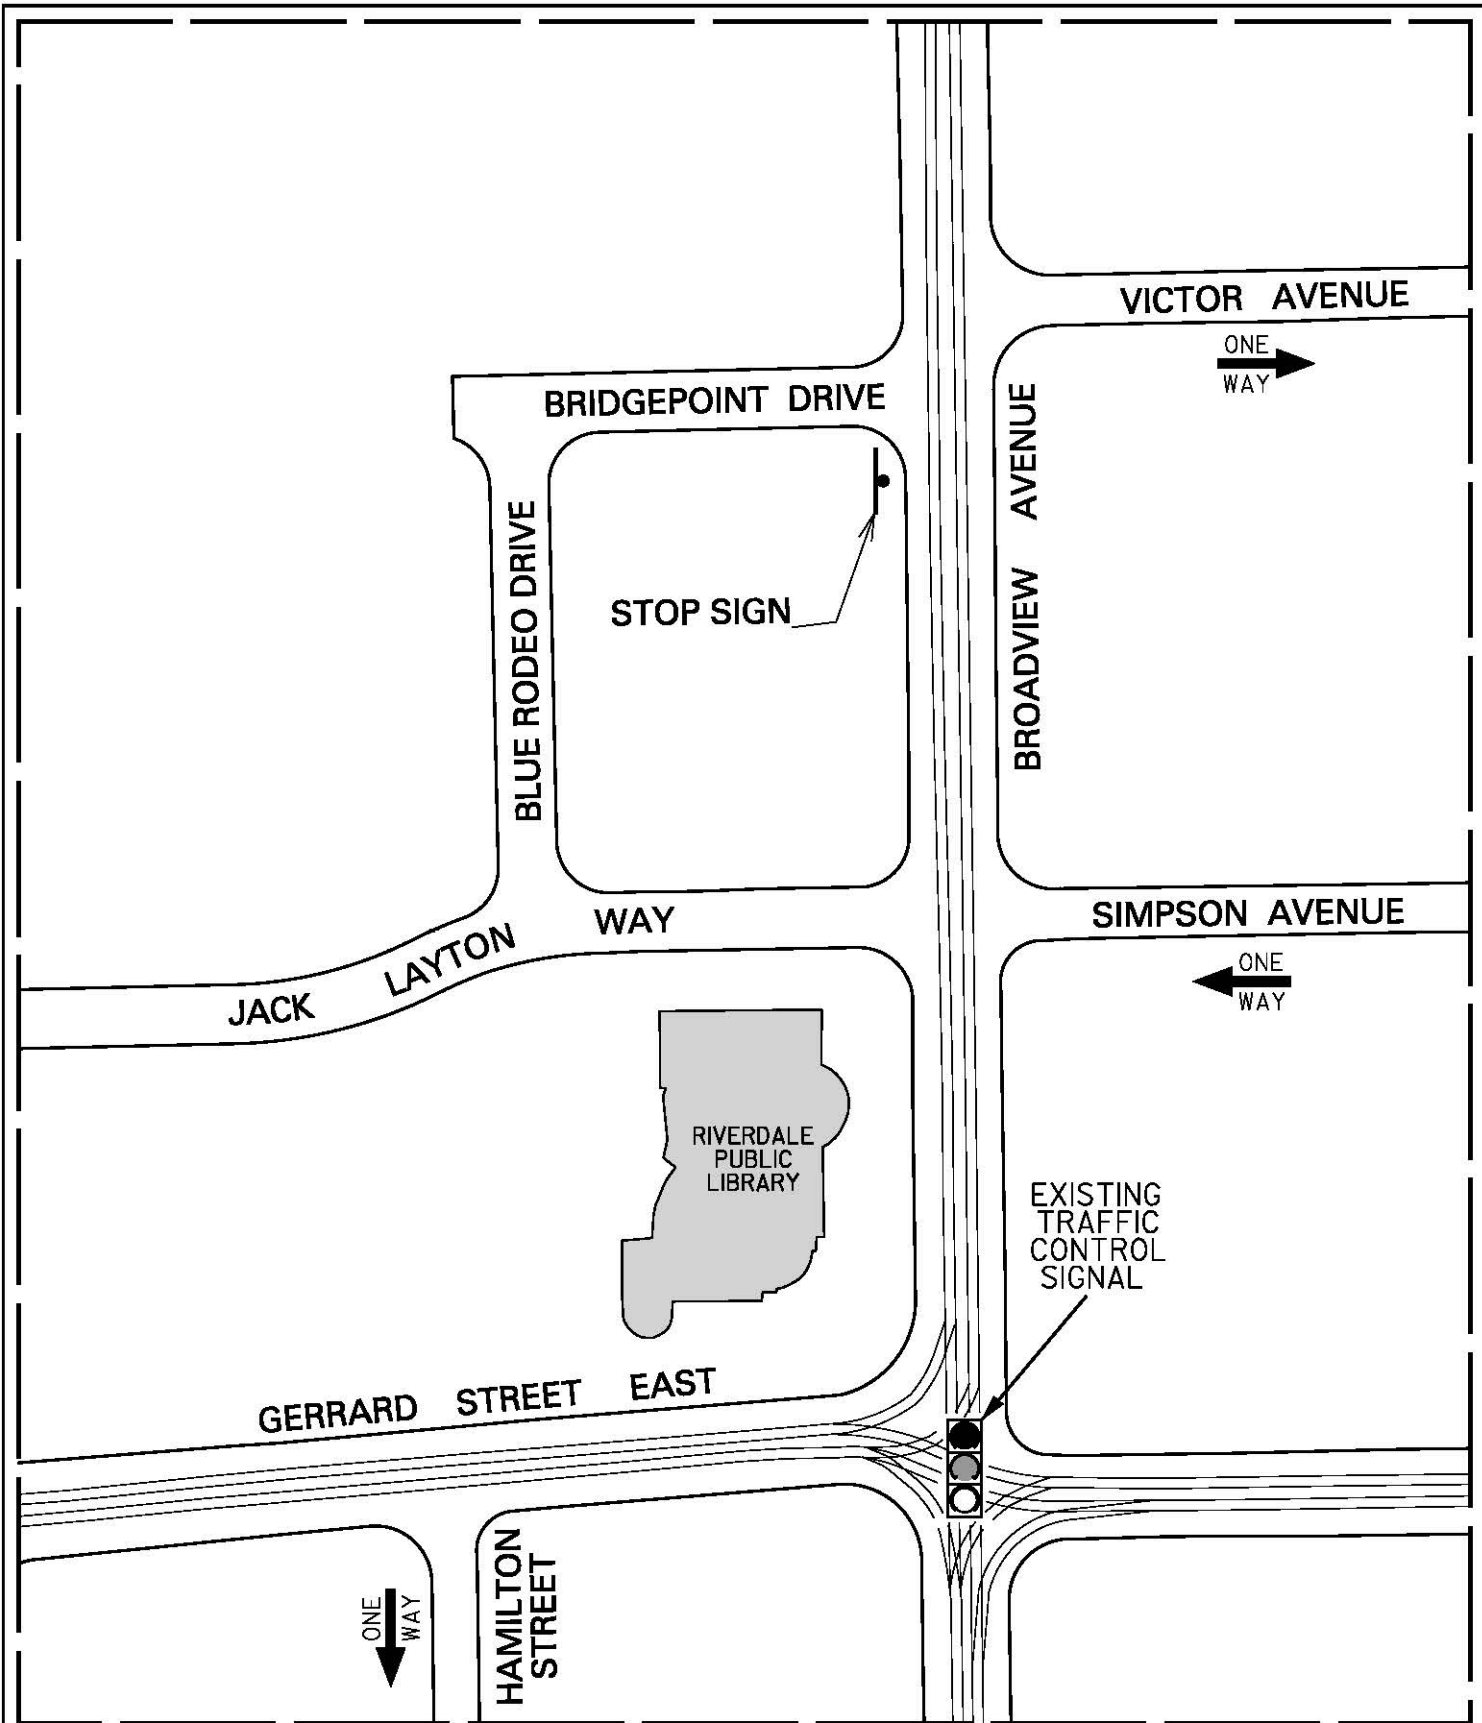 VICTOR AVENUE
ONE
WAY
BRIDGEPOINT DRIVE
BROADVIEW AVENUE
BLUE RODEO DRIVE
STOP SIGN
JACK LAYTON WAY
SIMPSON AVENUE
ONE
WAY
RIVERDALE
PUBLIC
LIBRARY
EXISTING
TRAFFIC
CONTROL
SIGNAL
GERRARD STREET EAST
HAMILTON
STREET
ONE
WAY